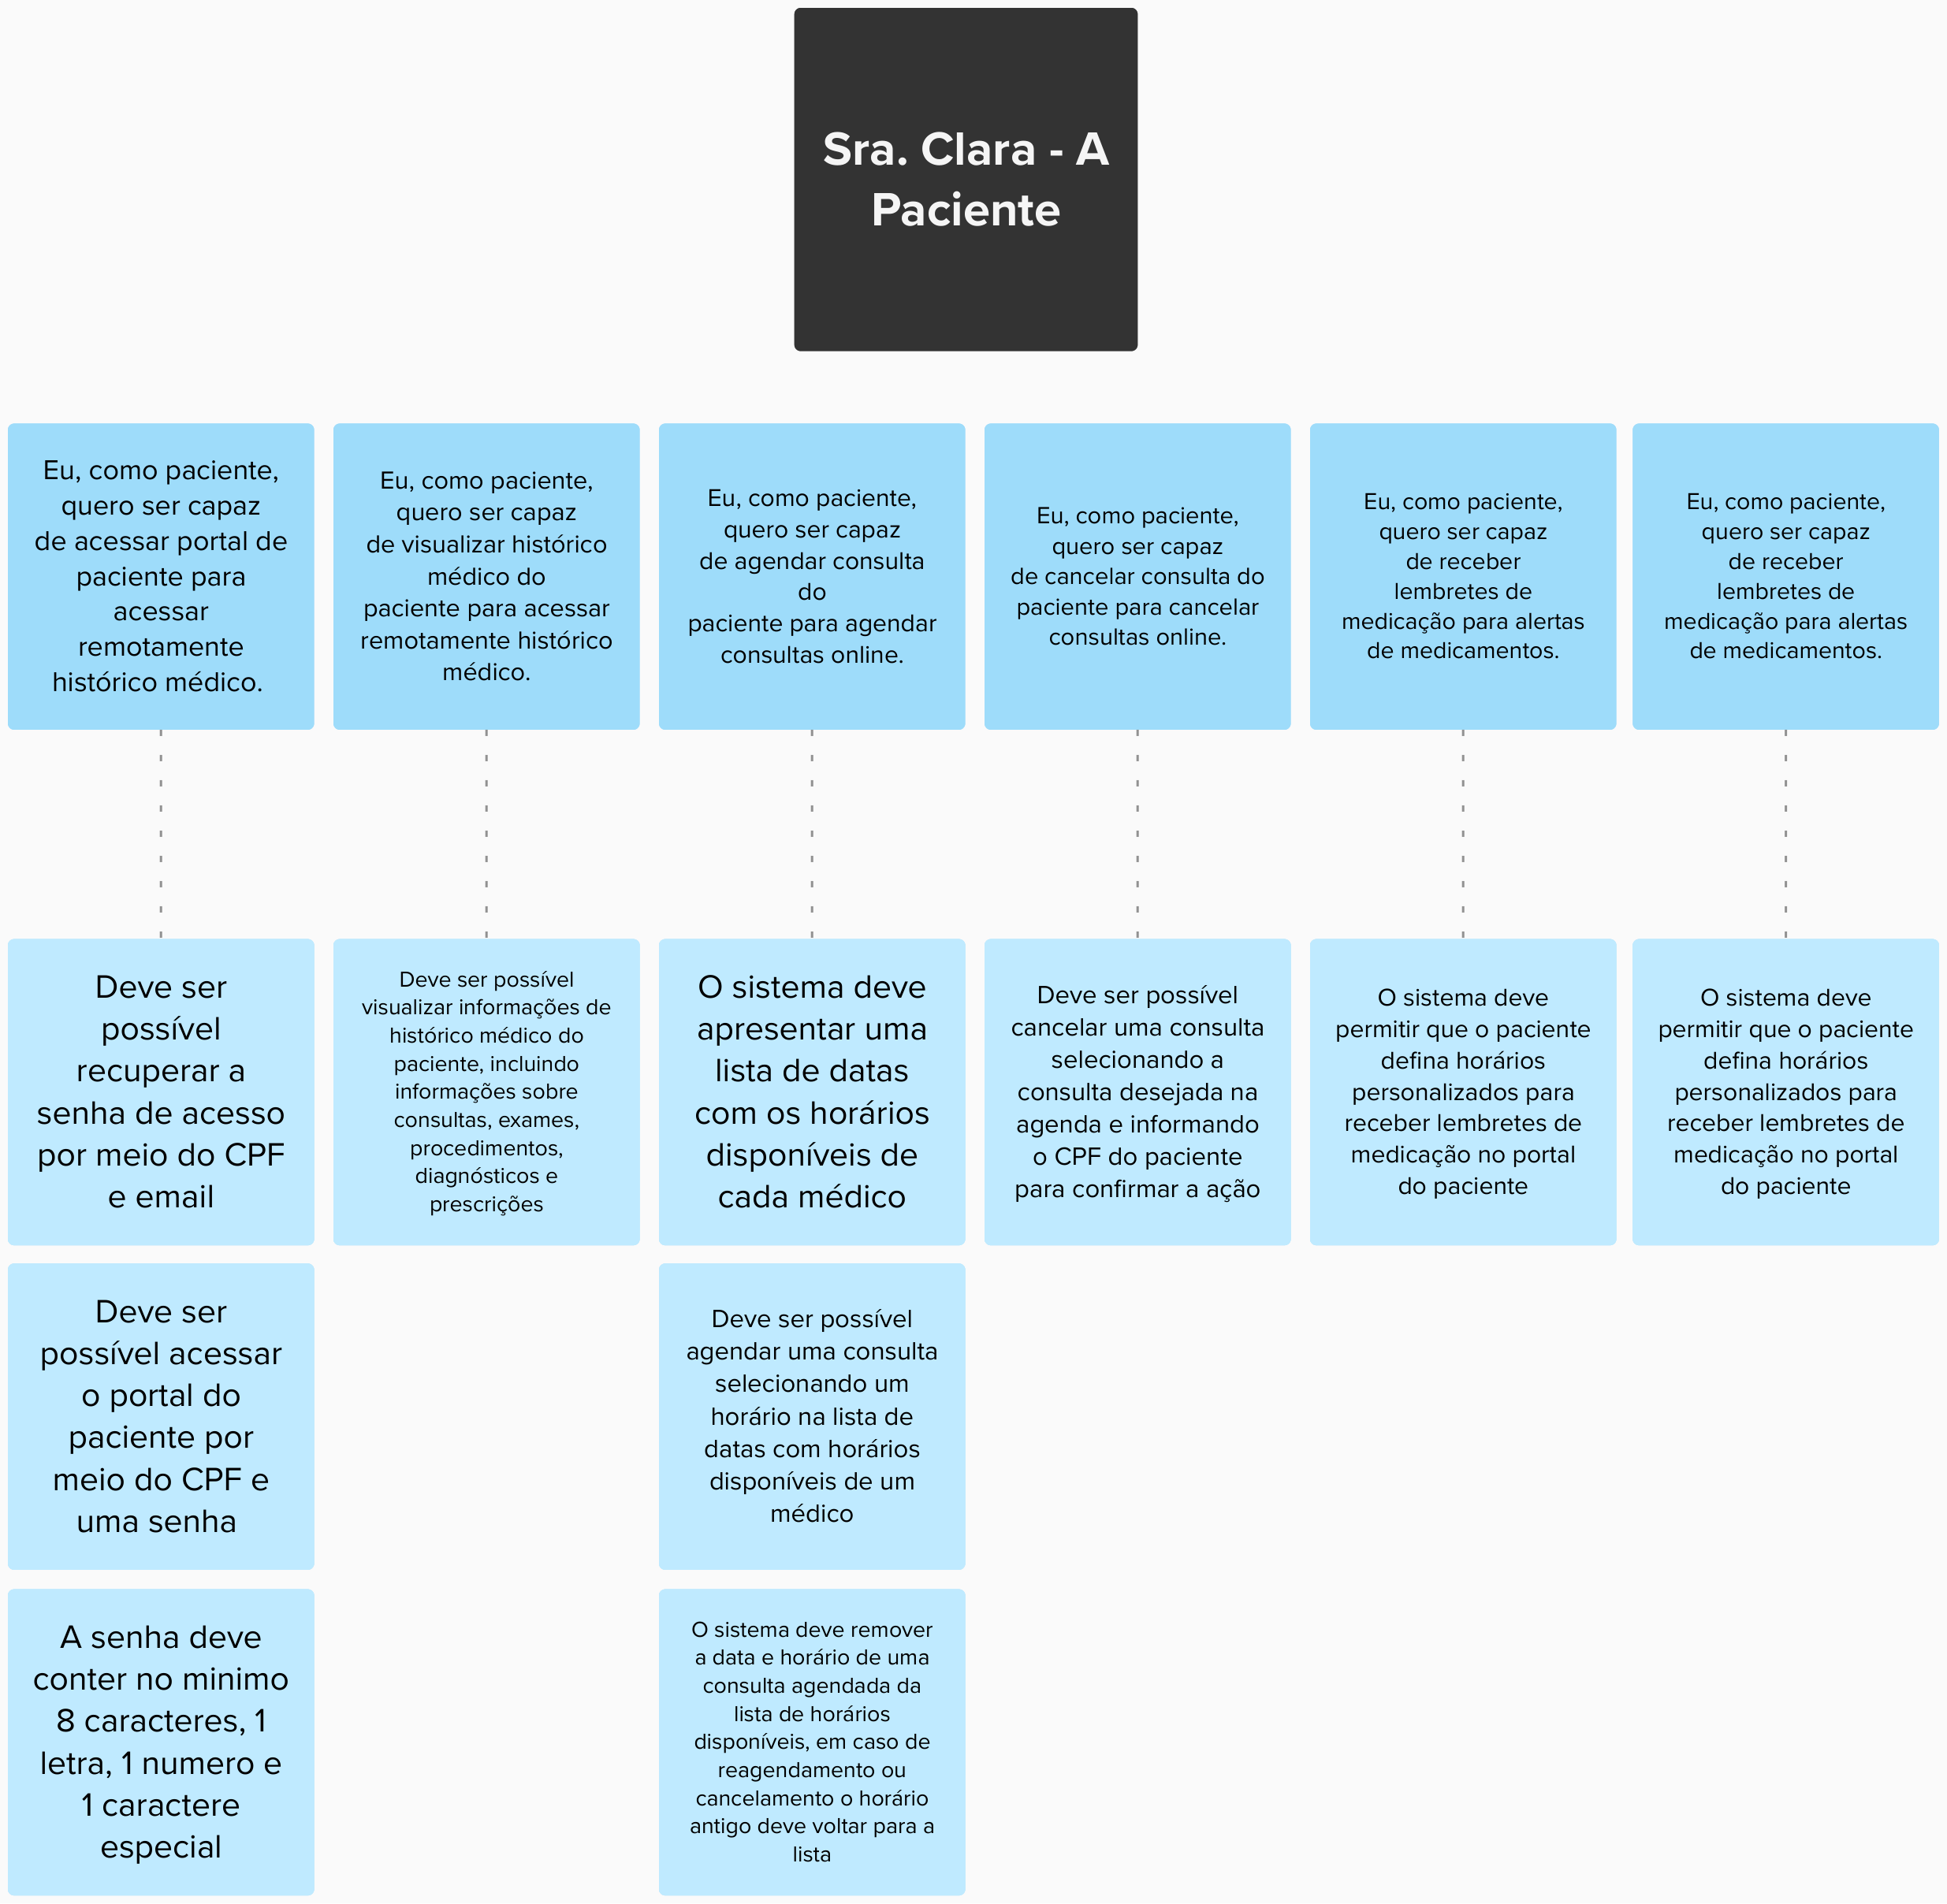 Sra. Clara - A
Paciente
Eu, como paciente,
quero ser capaz
de acessar portal de
paciente para
acessar
remotamente
histórico médico.
Eu, como paciente,
quero ser capaz
de visualizar histórico
médico do
paciente para acessar
remotamente histórico
médico.
Eu, como paciente,
quero ser capaz
de agendar consulta
do
paciente para agendar
consultas online.
Eu, como paciente,
quero ser capaz
de cancelar consulta do
paciente para cancelar
consultas online.
Eu, como paciente,
quero ser capaz
de receber
lembretes de
medicação para alertas
de medicamentos.
Eu, como paciente,
quero ser capaz
de receber
lembretes de
medicação para alertas
de medicamentos.
Deve ser
possível
recuperar a
senha de acesso
por meio do CPF
e email
Deve ser possível
visualizar informações de
histórico médico do
paciente, incluindo
informações sobre
consultas, exames,
procedimentos,
diagnósticos e
prescrições
O sistema deve
apresentar uma
lista de datas
com os horários
disponíveis de
cada médico
Deve ser possível
cancelar uma consulta
selecionando a
consulta desejada na
agenda e informando
o CPF do paciente
para confirmar a ação
O sistema deve
permitir que o paciente
defina horários
personalizados para
receber lembretes de
medicação no portal
do paciente
O sistema deve
permitir que o paciente
defina horários
personalizados para
receber lembretes de
medicação no portal
do paciente
Deve ser
possível acessar
o portal do
paciente por
meio do CPF e
uma senha
Deve ser possível
agendar uma consulta
selecionando um
horário na lista de
datas com horários
disponíveis de um
médico
A senha deve
conter no minimo
8 caracteres, 1
letra, 1 numero e
1 caractere
especial
O sistema deve remover
a data e horário de uma
consulta agendada da
lista de horários
disponíveis, em caso de
reagendamento ou
cancelamento o horário
antigo deve voltar para a
lista